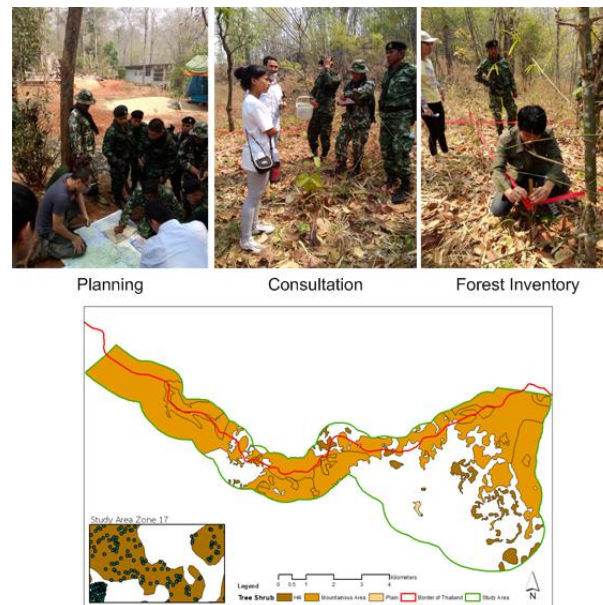 Planning Consultation Forest Inventory
Study Area Zone 17
0 0.5 1 2 3 4
Kilometers
Legend
Tree Shrub Hill Mountainous Area Plain Border of Thailand Study Area
N